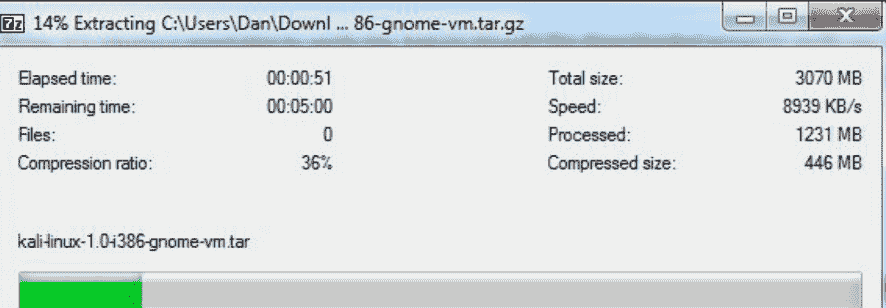 7z 14% Extracting C:\Users\Dan\Downl ... 86-gnome-vm.tar.gz
Elapsed time: 00:00:51 Total size: 3070 MB
Remaining time: 00:05:00 Speed: 8939 KB/s
Files: 0 Processed: 1231 MB
Compression ratio: 36% Compressed size: 446 MB
kali-linux-1.0-i386-gnome-vm.tar